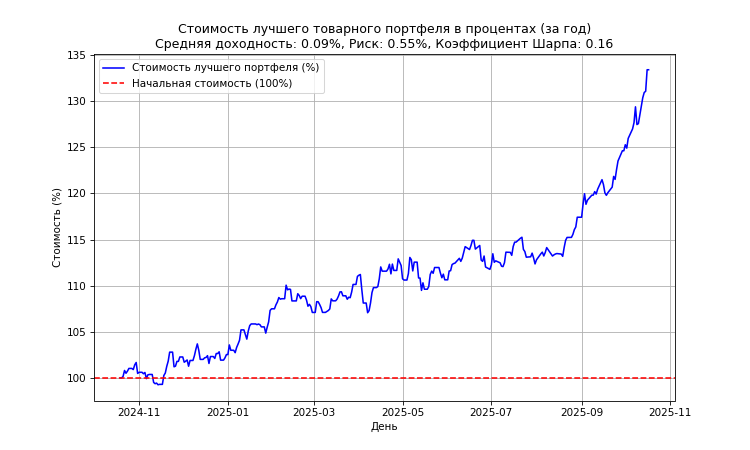 Стоимость лучшего товарного портфеля в процентах (за год)
Средняя доходность: 0.09%, Риск: 0.55%, Коэффициент Шарпа: 0.16
Стоимость лучшего портфеля (%)
Начальная стоимость (100%)
Стоимость (%)
135
130
125
120
115
110
105
100
2024-11
2025-01
2025-03
2025-05
2025-07
2025-09
2025-11
День